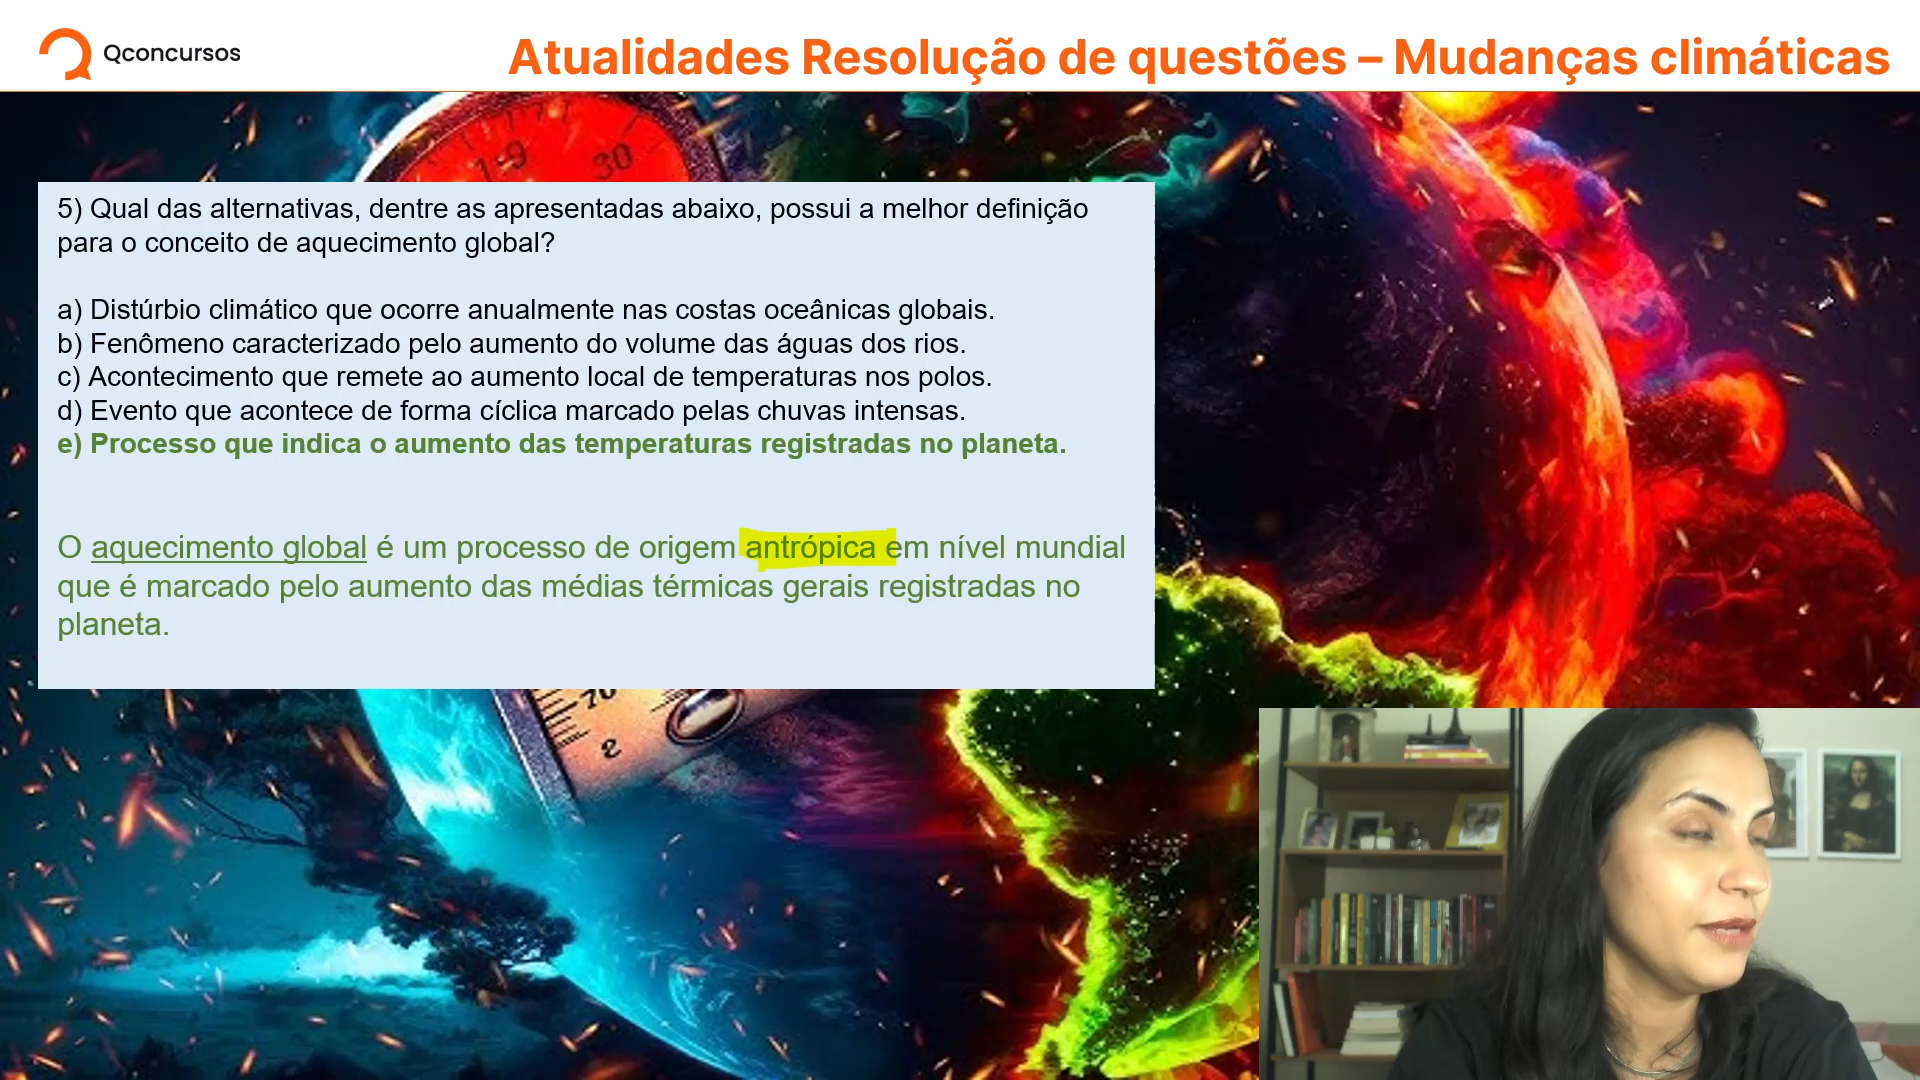 Qconcursos
Atualidades Resolução de questões – Mudanças climáticas
30
5) Qual das alternativas, dentre as apresentadas abaixo, possui a melhor definição
para o conceito de aquecimento global?
a) Distúrbio climático que ocorre anualmente nas costas oceânicas globais.
b) Fenômeno caracterizado pelo aumento do volume das águas dos rios.
c) Acontecimento que remete ao aumento local de temperaturas nos polos.
d) Evento que acontece de forma cíclica marcado pelas chuvas intensas.
e) Processo que indica o aumento das temperaturas registradas no planeta.
O aquecimento global é um processo de origem antrópica em nível mundial
que é marcado pelo aumento das médias térmicas gerais registradas no
planeta.